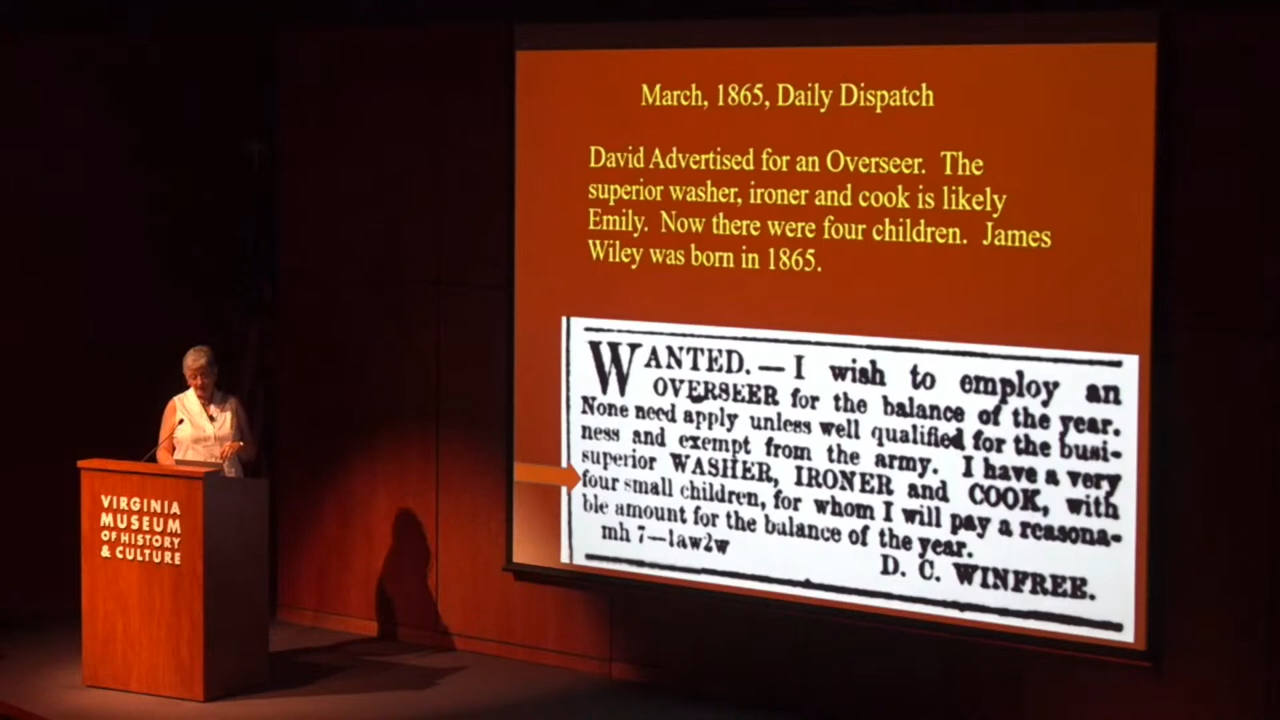 March, 1865, Daily Dispatch
David Advertised for an Overseer. The
superior washer, ironer and cook is likely
Emily. Now there were four children. James
Wiley was born in 1865.
WANTED.—I wish to employ an
OVERSEER for the balance of the year.
None need apply unless well qualified for the busi-
ness and exempt from the army. I have a very
superior WASHER, IRONER and COOK, with
four small children, for whom I will pay a reasona-
ble amount for the balance of the year.
mh 7—law2w
D. C. WINFREE.
VIRGINIA
MUSEUM
OF HISTORY
& CULTURE